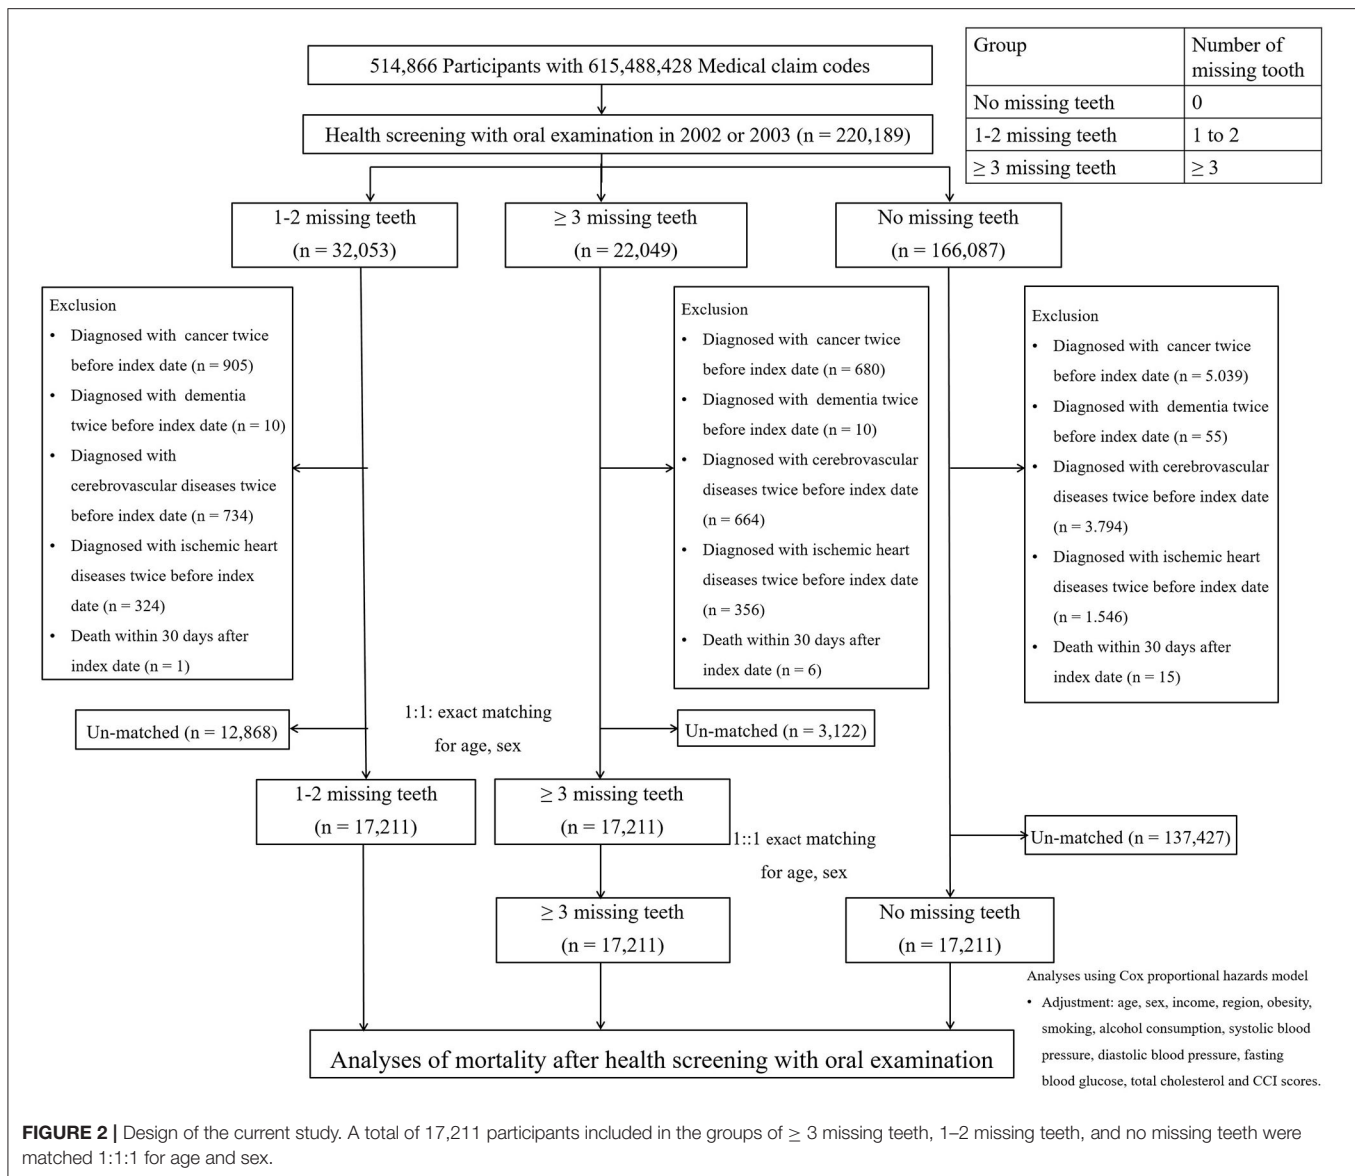 514,866 Participants with 615,488,428 Medical claim codes
Group
Number of
missing tooth
No missing teeth
0
1-2 missing teeth
1 to 2
≥ 3 missing teeth
≥ 3
Health screening with oral examination in 2002 or 2003 (n = 220,189)
1-2 missing teeth
(n = 32,053)
≥ 3 missing teeth
(n = 22,049)
No missing teeth
(n = 166,087)
Exclusion
• Diagnosed with cancer twice
before index date (n = 905)
• Diagnosed with dementia
twice before index date (n = 10)
• Diagnosed with
cerebrovascular diseases twice
before index date (n = 734)
• Diagnosed with ischemic heart
diseases twice before index
date (n = 324)
• Death within 30 days after
index date (n = 1)
Exclusion
• Diagnosed with cancer twice
before index date (n = 680)
• Diagnosed with dementia twice
before index date (n = 10)
• Diagnosed with cerebrovascular
diseases twice before index date
(n = 664)
• Diagnosed with ischemic heart
diseases twice before index date
(n = 356)
• Death within 30 days after
index date (n = 6)
Exclusion
• Diagnosed with cancer twice
before index date (n = 5.039)
• Diagnosed with dementia twice
before index date (n = 55)
• Diagnosed with cerebrovascular
diseases twice before index date
(n = 3.794)
• Diagnosed with ischemic heart
diseases twice before index date
(n = 1.546)
• Death within 30 days after
index date (n = 15)
Un-matched (n = 12,868)
1:1: exact matching
for age, sex
Un-matched (n = 3,122)
1-2 missing teeth
(n = 17,211)
≥ 3 missing teeth
(n = 17,211)
1::1 exact matching
for age, sex
Un-matched (n = 137,427)
≥ 3 missing teeth
(n = 17,211)
No missing teeth
(n = 17,211)
Analyses using Cox proportional hazards model
• Adjustment: age, sex, income, region, obesity,
smoking, alcohol consumption, systolic blood
pressure, diastolic blood pressure, fasting
blood glucose, total cholesterol and CCI scores.
Analyses of mortality after health screening with oral examination
FIGURE 2 | Design of the current study. A total of 17,211 participants included in the groups of ≥ 3 missing teeth, 1–2 missing teeth, and no missing teeth were
matched 1:1:1 for age and sex.